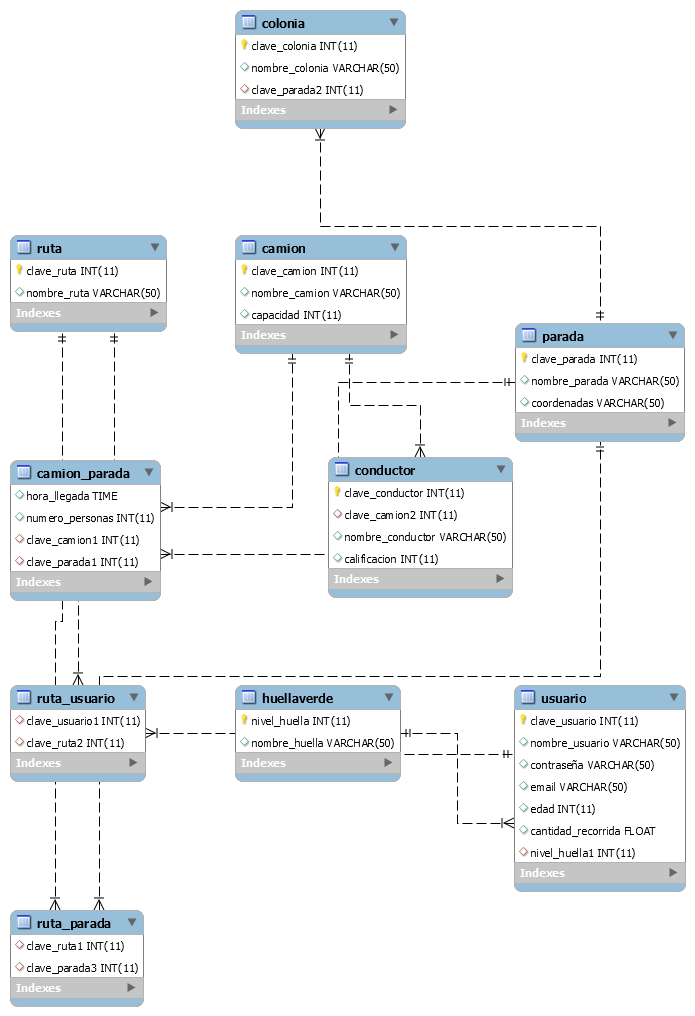 colonia
clave_colonia INT(11)
nombre_colonia VARCHAR(50)
clave_parada2 INT(11)
Indexes
ruta
clave_ruta INT(11)
nombre_ruta VARCHAR(50)
Indexes
camion
clave_camion INT(11)
nombre_camion VARCHAR(50)
capacidad INT(11)
Indexes
parada
clave_parada INT(11)
nombre_parada VARCHAR(50)
coordenadas VARCHAR(50)
Indexes
camion_parada
hora_llegada TIME
numero_personas INT(11)
clave_camion1 INT(11)
clave_parada1 INT(11)
Indexes
conductor
clave_conductor INT(11)
clave_camion2 INT(11)
nombre_conductor VARCHAR(50)
calificacion INT(11)
Indexes
ruta_usuario
clave_usuario1 INT(11)
clave_ruta2 INT(11)
Indexes
huellaverde
nivel_huella INT(11)
nombre_huella VARCHAR(50)
Indexes
usuario
clave_usuario INT(11)
nombre_usuario VARCHAR(50)
contraseña VARCHAR(50)
email VARCHAR(50)
edad INT(11)
cantidad_recorrida FLOAT
nivel_huella1 INT(11)
Indexes
ruta_parada
clave_ruta1 INT(11)
clave_parada3 INT(11)
Indexes